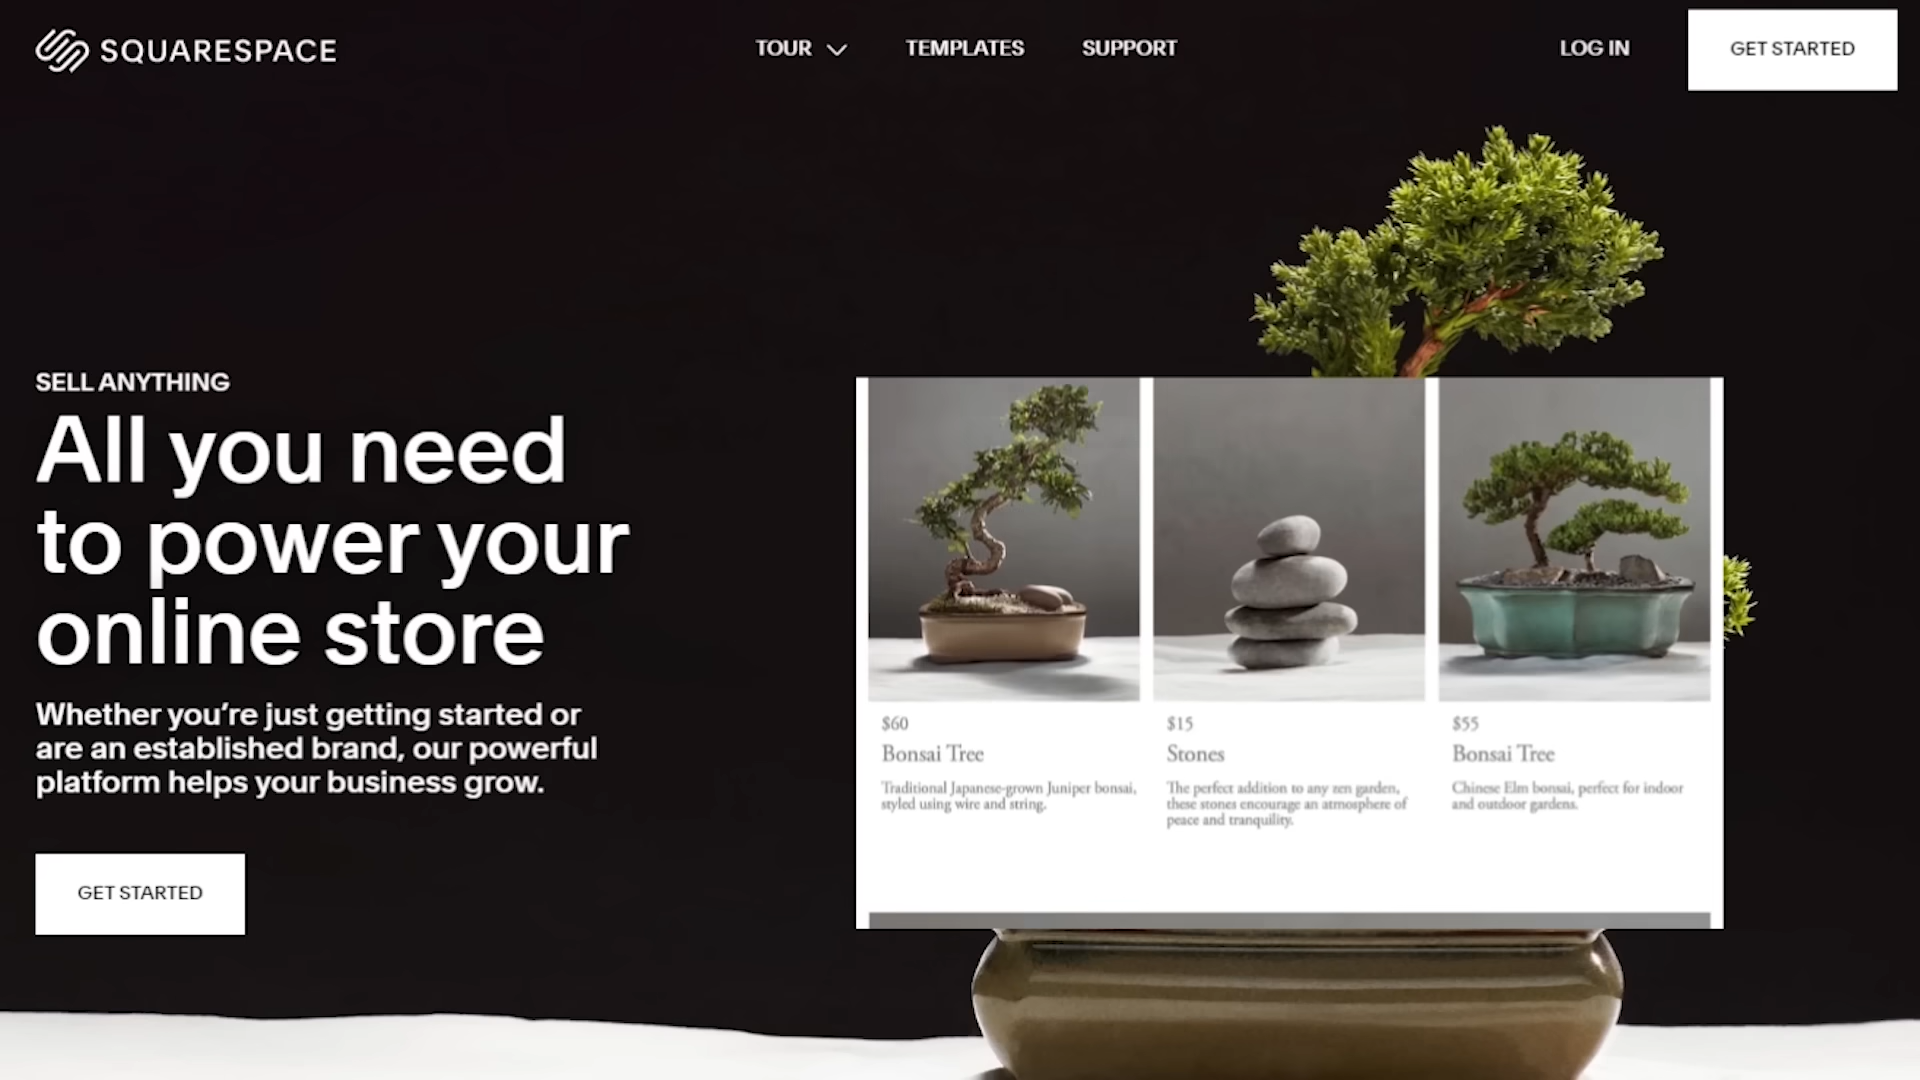 SQUARESPACE
TOUR
TEMPLATES
SUPPORT
LOG IN
GET STARTED
SELL ANYTHING
All you need
to power your
online store
Whether you’re just getting started or
are an established brand, our powerful
platform helps your business grow.
GET STARTED
$60
Bonsai Tree
Traditional Japanese-grown Juniper bonsai,
styled using wire and string.
$15
Stones
The perfect addition to any zen garden,
these stones encourage an atmosphere of
peace and tranquility.
$55
Bonsai Tree
Chinese Elm bonsai, perfect for indoor
and outdoor gardens.